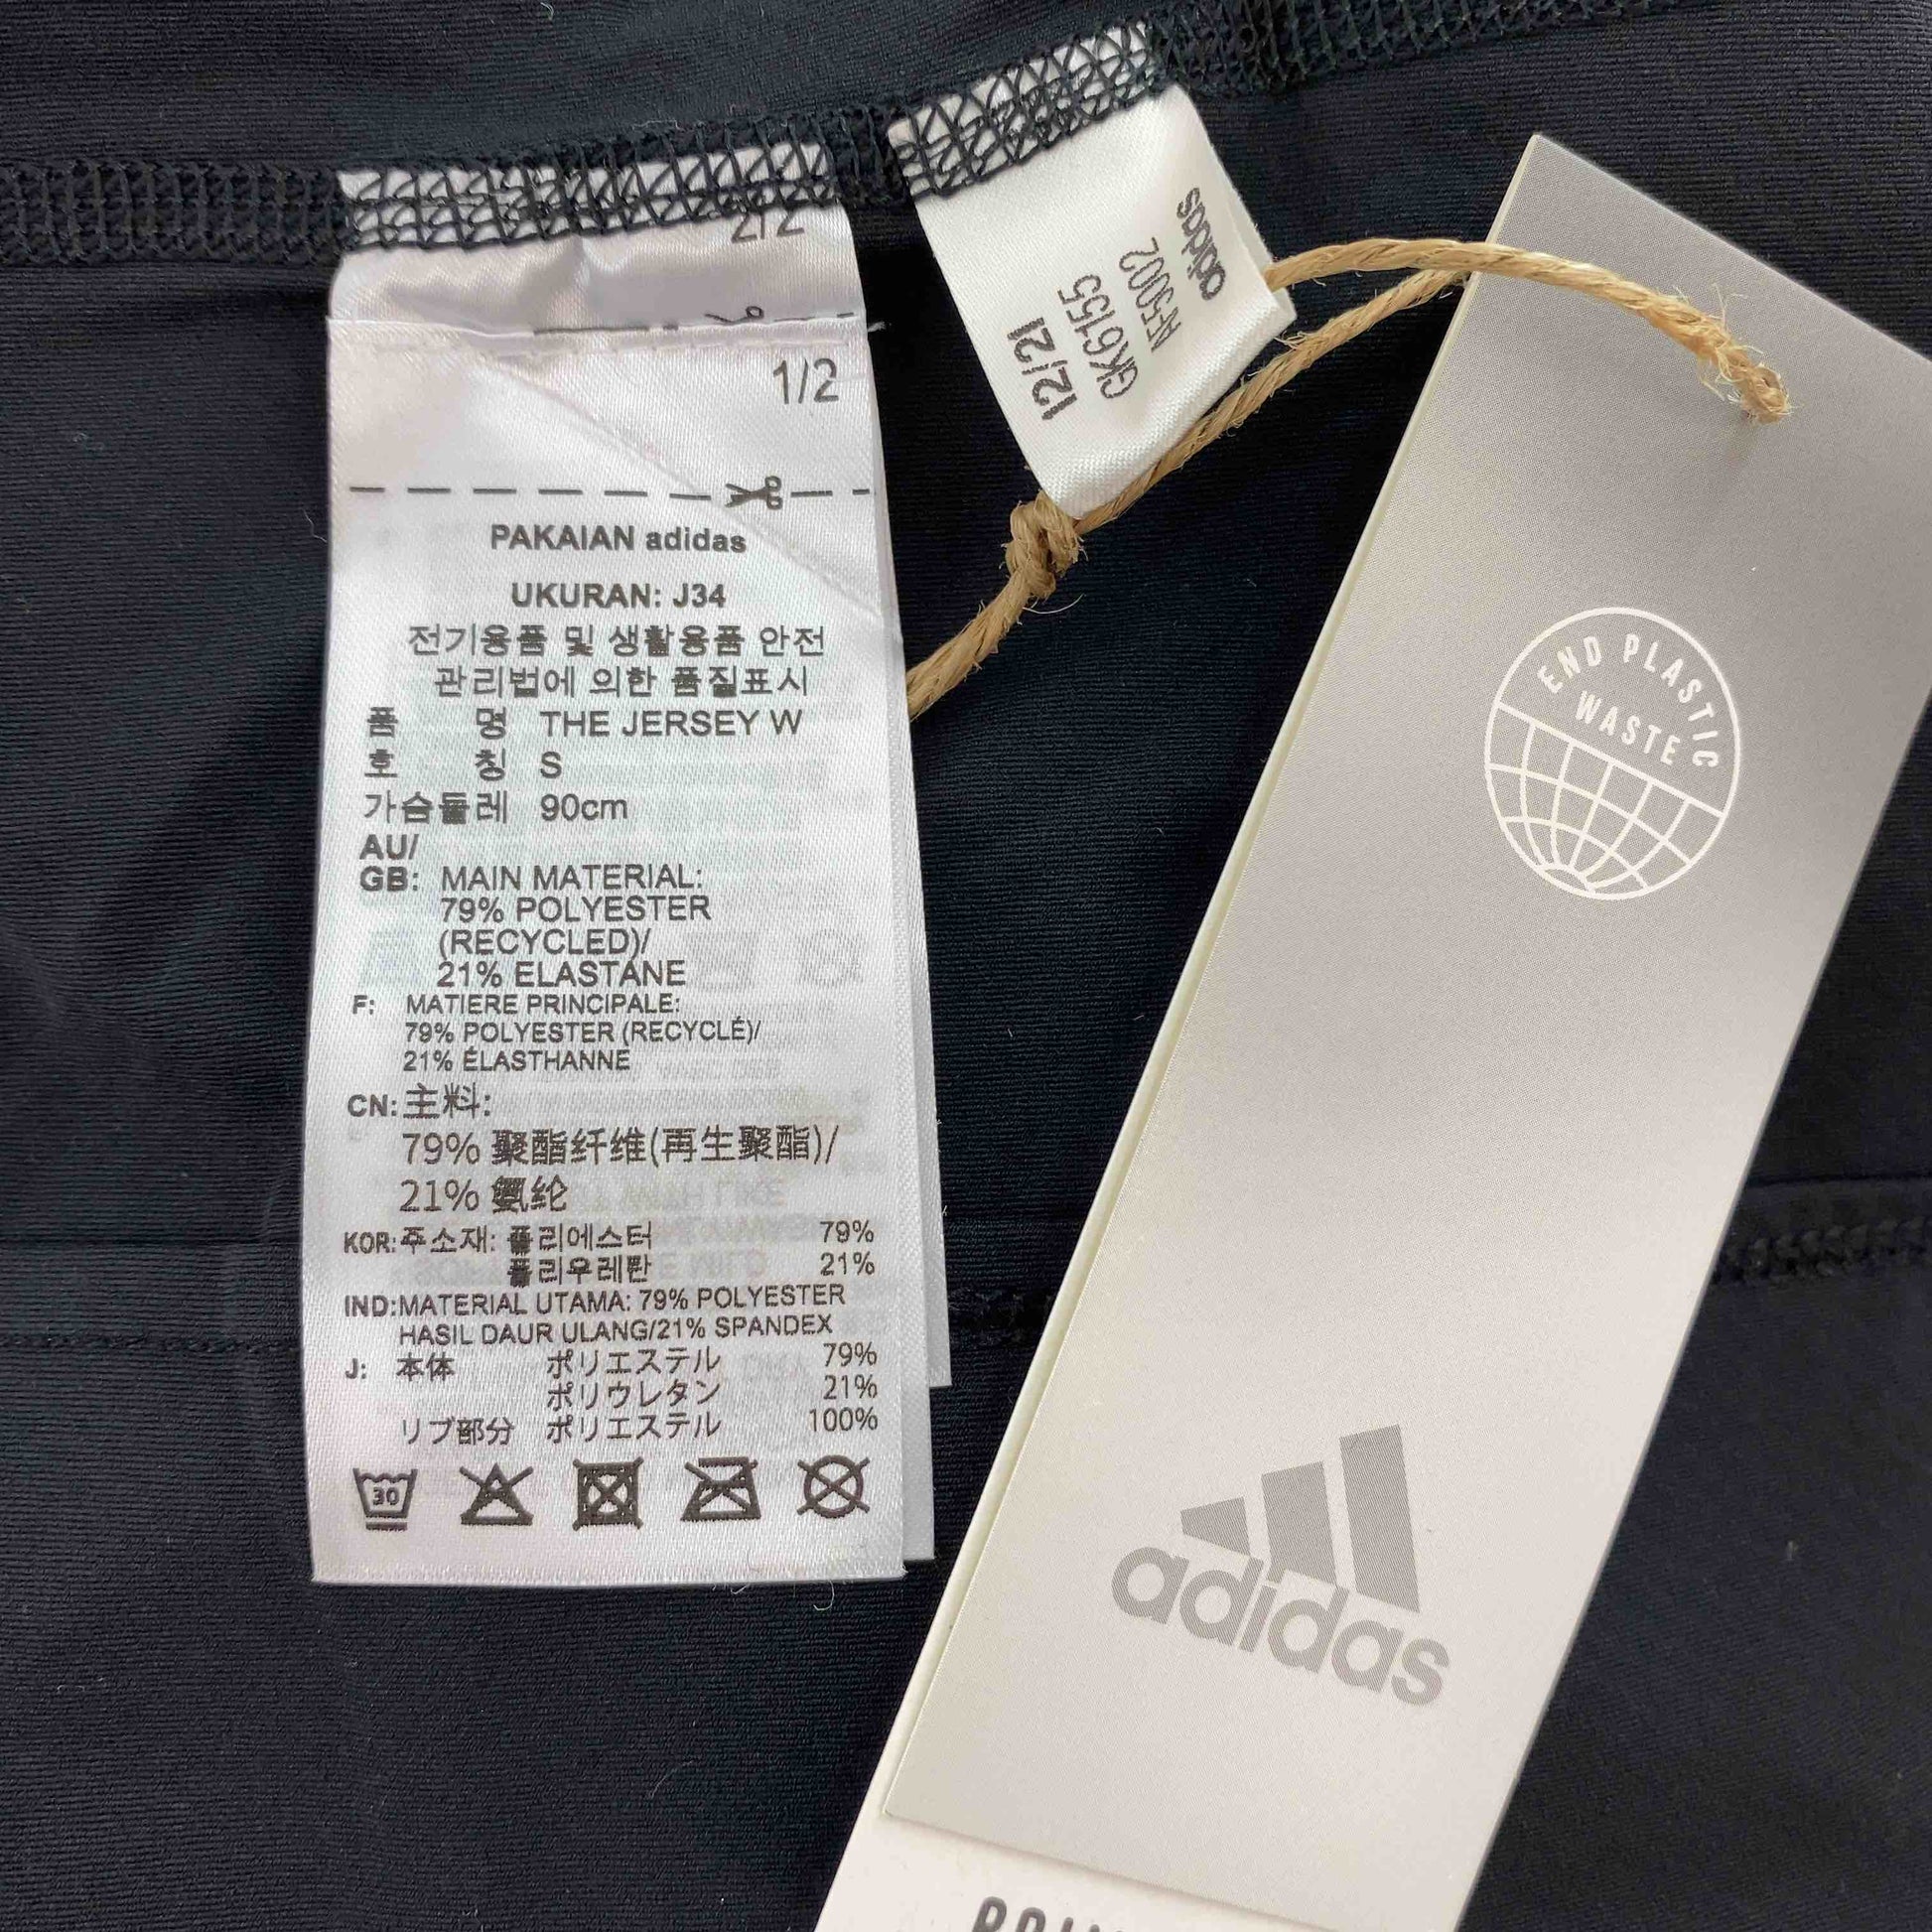 2/2
1/2
PAKAIAN adidas
UKURAN: J34
전기용품 및 생활용품 안전
관리법에 의한 품질표시
품 명 THE JERSEY W
호 칭 S
가슴둘레 90cm
AU/
GB: MAIN MATERIAL:
79% POLYESTER
(RECYCLED)/
21% ELASTANE
F: MATIERE PRINCIPALE:
79% POLYESTER (RECYCLÉ)/
21% ÉLASTHANNE
CN: 主料:
79% 聚酯纤维(再生聚酯)/
21% 氨纶
KOR: 주소재: 폴리에스터 79%
폴리우레탄 21%
IND: MATERIAL UTAMA: 79% POLYESTER
HASIL DAUR ULANG/21% SPANDEX
J: 本体 ポリエステル 79%
ポリウレタン 21%
リブ部分 ポリエステル 100%
30
adidas
AF5002
GK6155
12/21
END PLASTIC
WASTE
adidas